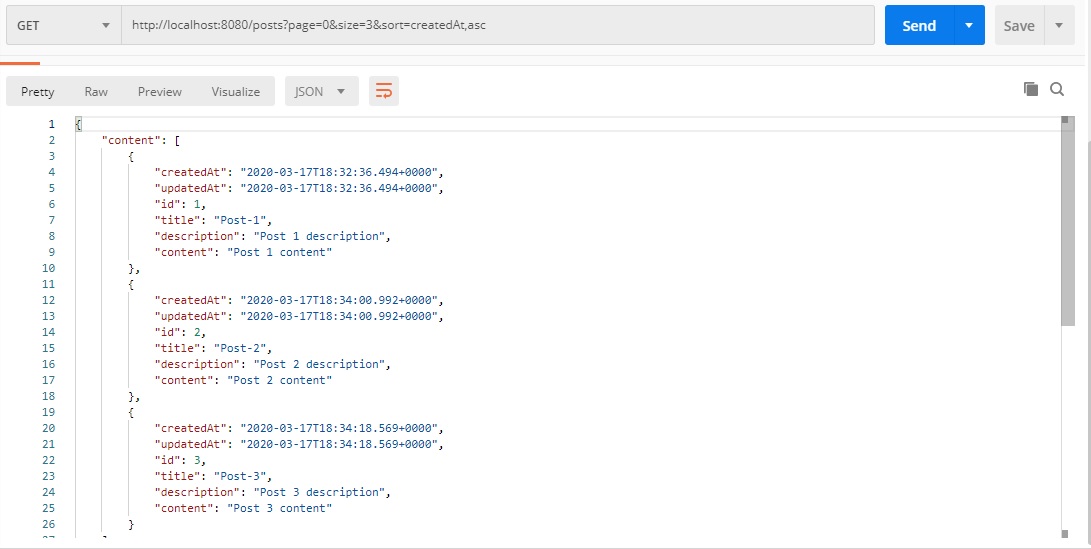 GET http://localhost:8080/posts?page=0&size=3&sort=createdAt,asc Send Save
Pretty Raw Preview Visualize JSON
1 {
2 "content": [
3 {
4 "createdAt": "2020-03-17T18:32:36.494+0000",
5 "updatedAt": "2020-03-17T18:32:36.494+0000",
6 "id": 1,
7 "title": "Post-1",
8 "description": "Post 1 description",
9 "content": "Post 1 content"
10 },
11 {
12 "createdAt": "2020-03-17T18:34:00.992+0000",
13 "updatedAt": "2020-03-17T18:34:00.992+0000",
14 "id": 2,
15 "title": "Post-2",
16 "description": "Post 2 description",
17 "content": "Post 2 content"
18 },
19 {
20 "createdAt": "2020-03-17T18:34:18.569+0000",
21 "updatedAt": "2020-03-17T18:34:18.569+0000",
22 "id": 3,
23 "title": "Post-3",
24 "description": "Post 3 description",
25 "content": "Post 3 content"
26 }